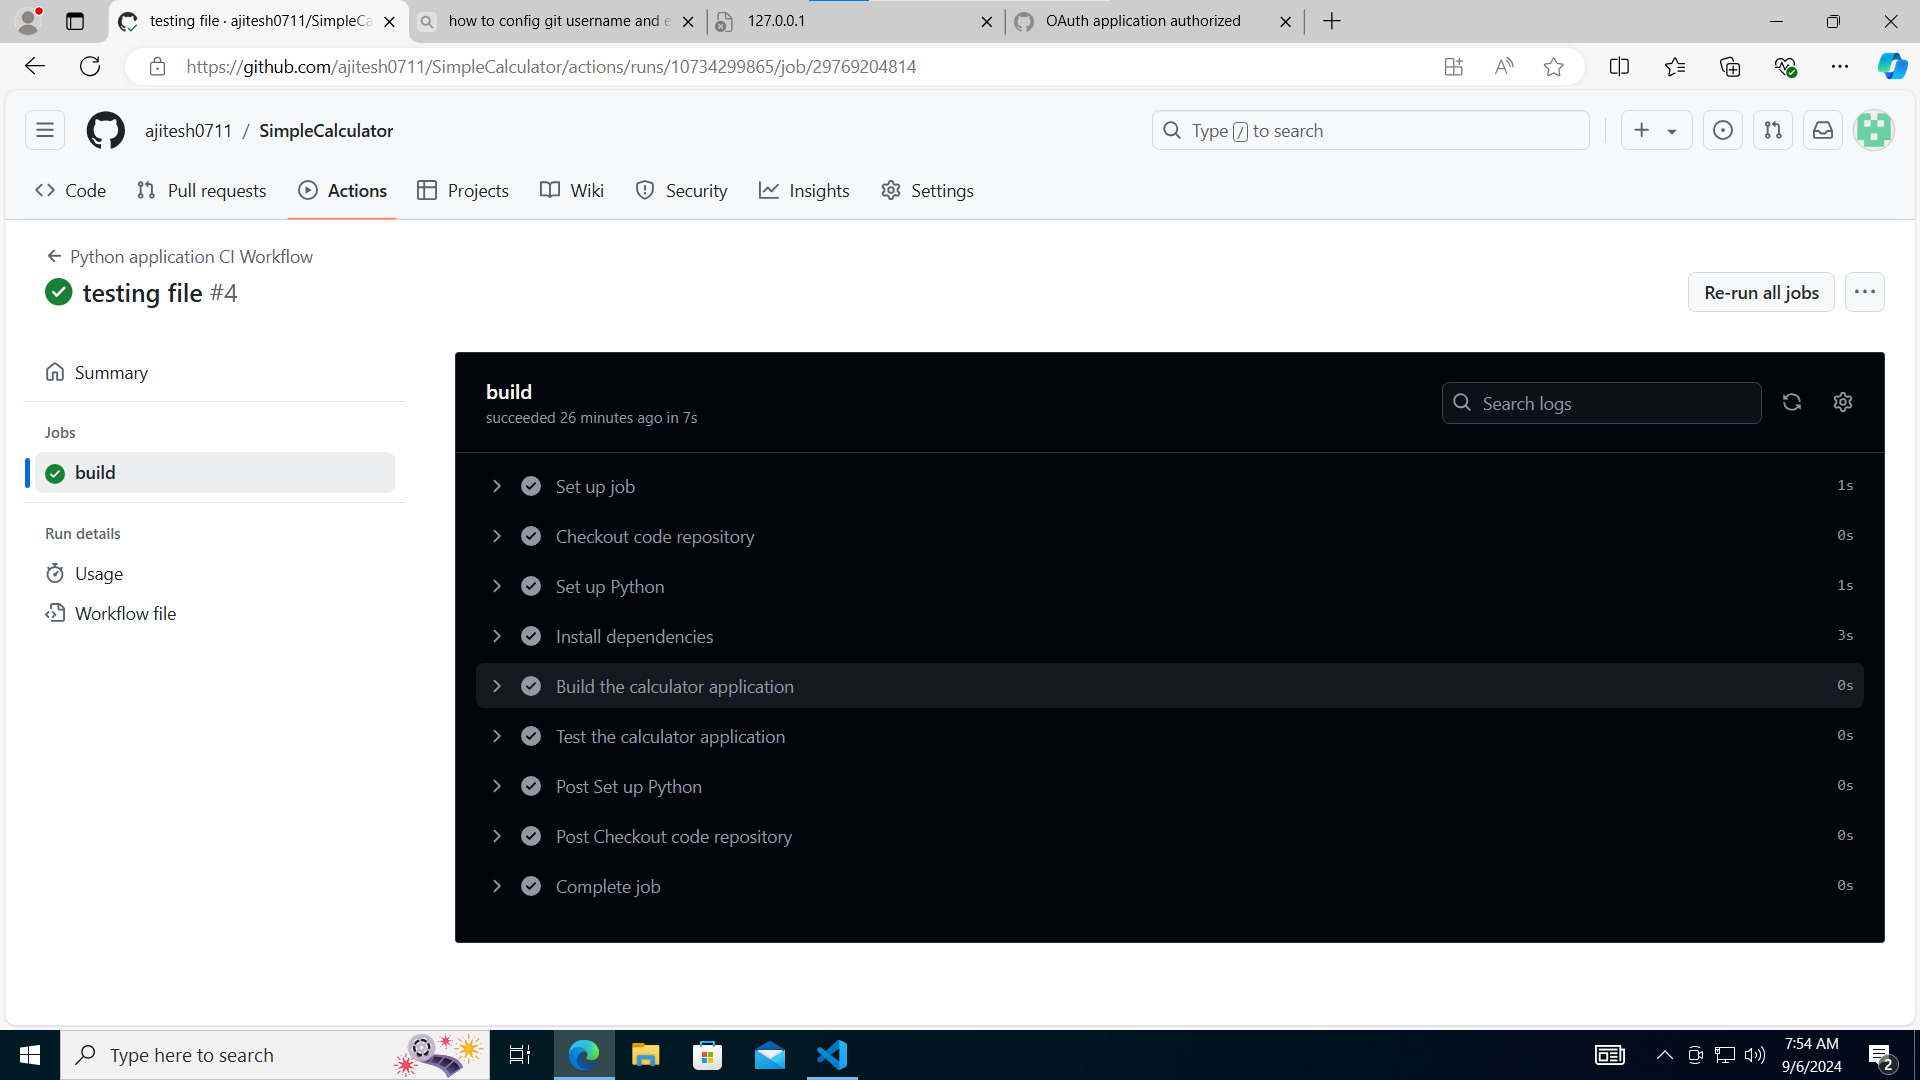 testing file · ajitesh0711/SimpleCa
how to config git username and e
127.0.0.1
OAuth application authorized
https://github.com/ajitesh0711/SimpleCalculator/actions/runs/10734299865/job/29769204814
ajitesh0711 / SimpleCalculator
Type / to search
Code
Pull requests
Actions
Projects
Wiki
Security
Insights
Settings
Python application CI Workflow
testing file #4
Re-run all jobs
Summary
Jobs
build
Run details
Usage
Workflow file
build
succeeded 26 minutes ago in 7s
Search logs
Set up job 1s
Checkout code repository 0s
Set up Python 1s
Install dependencies 3s
Build the calculator application 0s
Test the calculator application 0s
Post Set up Python 0s
Post Checkout code repository 0s
Complete job 0s
Type here to search
7:54 AM
9/6/2024
2